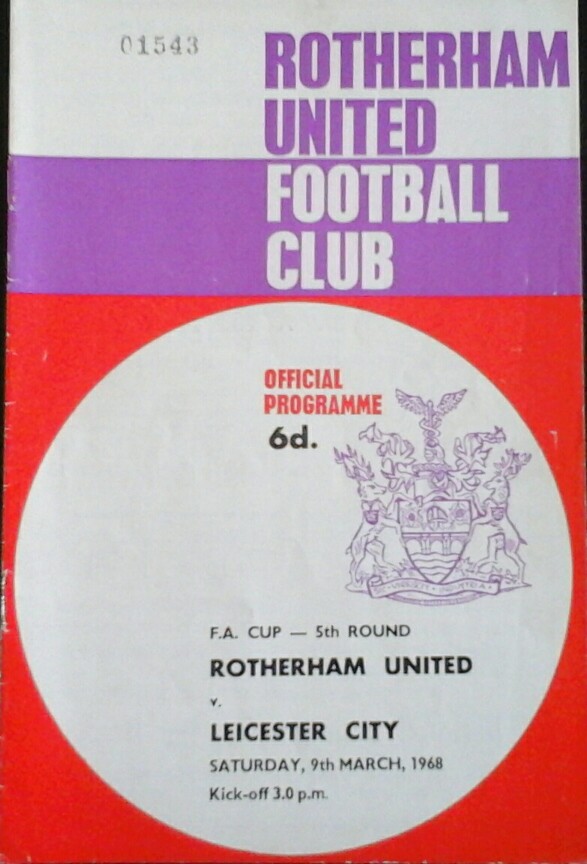 01543
ROTHERHAM
UNITED
FOOTBALL
CLUB
OFFICIAL
PROGRAMME
6d.
F.A. CUP — 5th ROUND
ROTHERHAM UNITED
v.
LEICESTER CITY
SATURDAY, 9th MARCH, 1968
Kick-off 3.0 p.m.